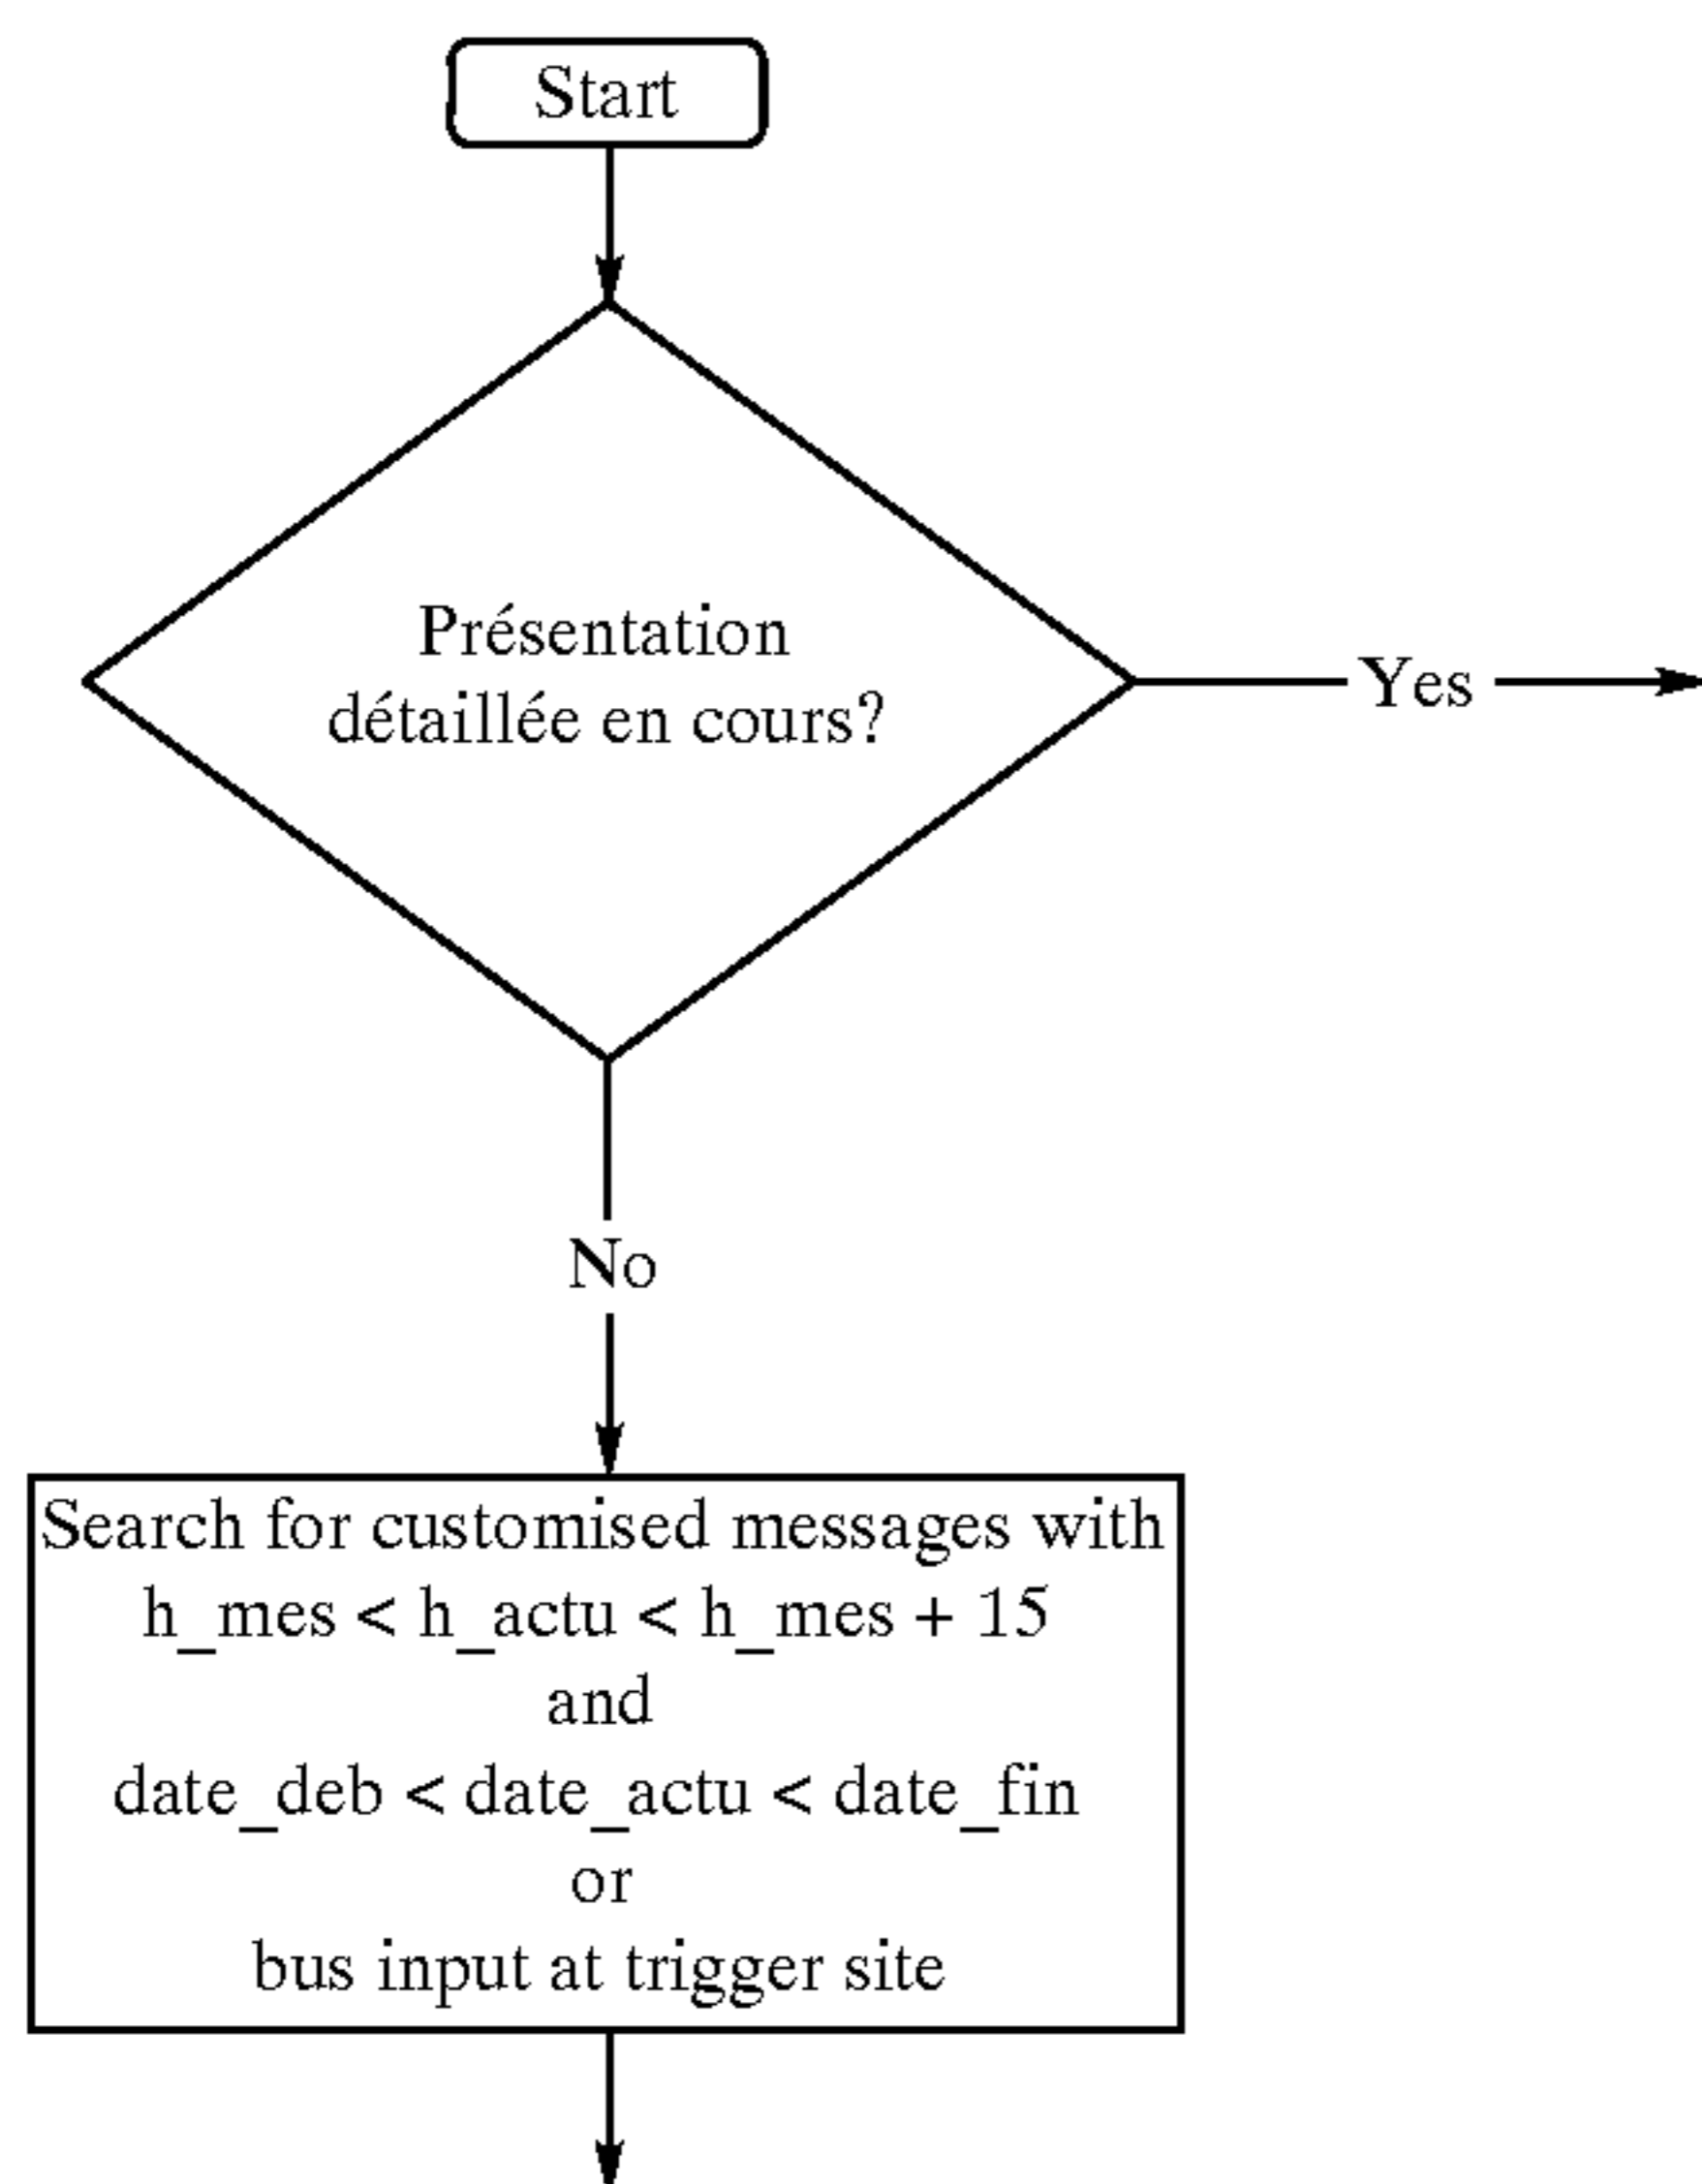 Start
Présentation
détaillée en cours?
Yes
No
Search for customised messages with
h_mes < h_actu < h_mes + 15
and
date_deb < date_actu < date_fin
or
bus input at trigger site